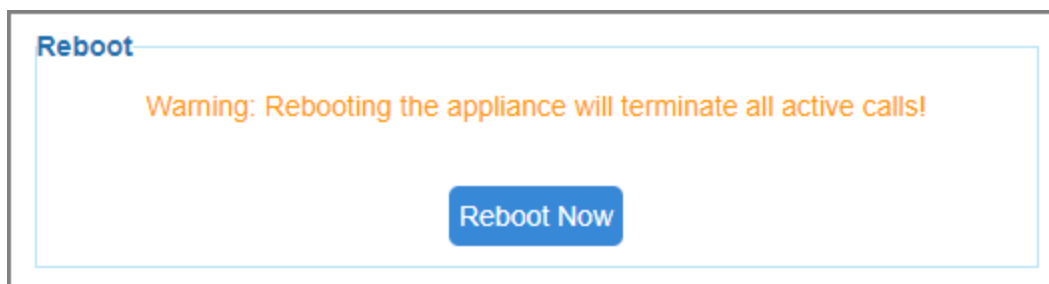 Reboot
Warning: Rebooting the appliance will terminate all active calls!
Reboot Now